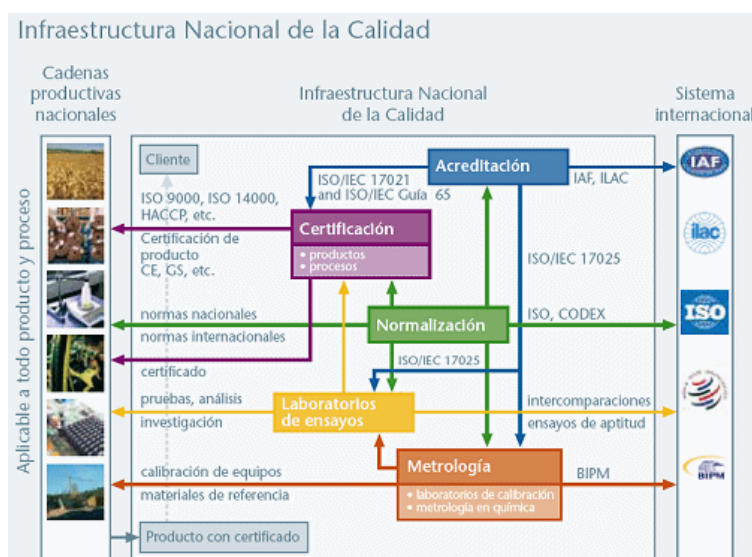 Infraestructura Nacional de la Calidad
Cadenas
productivas
nacionales
Infraestructura Nacional
de la Calidad
Sistema
internacional
Aplicable a todo producto y proceso
Cliente
Acreditación
ISO/IEC 17021
and ISO/IEC Guía 65
IAF, ILAC
IAF
ISO 9000, ISO 14000,
HACCP, etc.
Certificación
• productos
• procesos
Certificación de
producto
CE, GS, etc.
ilac
ISO/IEC 17025
normas nacionales
Normalización
ISO, CODEX
ISO
normas internacionales
ISO/IEC 17025
certificado
pruebas, análisis
investigación
Laboratorios
de ensayos
intercomparaciones
ensayos de aptitud
Metrología
• laboratorios de calibración
• metrología en química
calibración de equipos
materiales de referencia
BIPM
BIPM
Producto con certificado